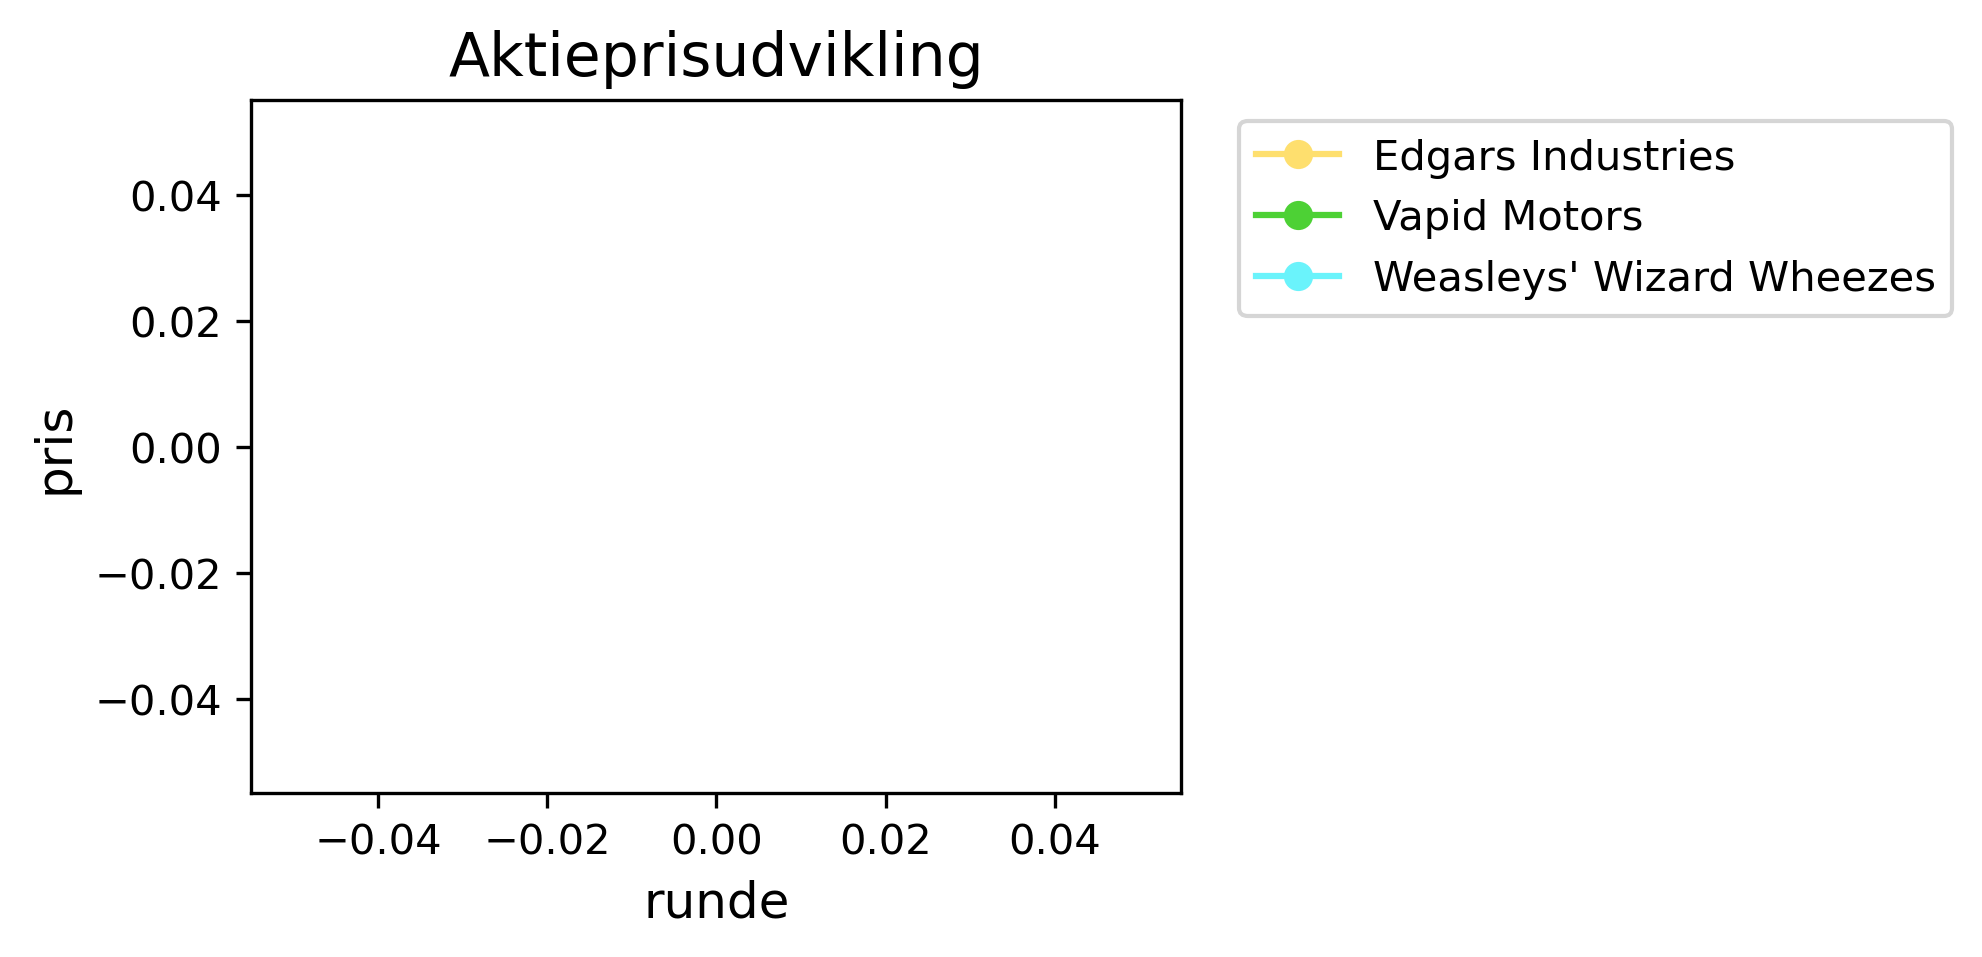 Aktieprisudvikling
Edgars Industries
Vapid Motors
Weasleys' Wizard Wheezes
pris
0.04
0.02
0.00
−0.02
−0.04
−0.04 −0.02 0.00 0.02 0.04
runde